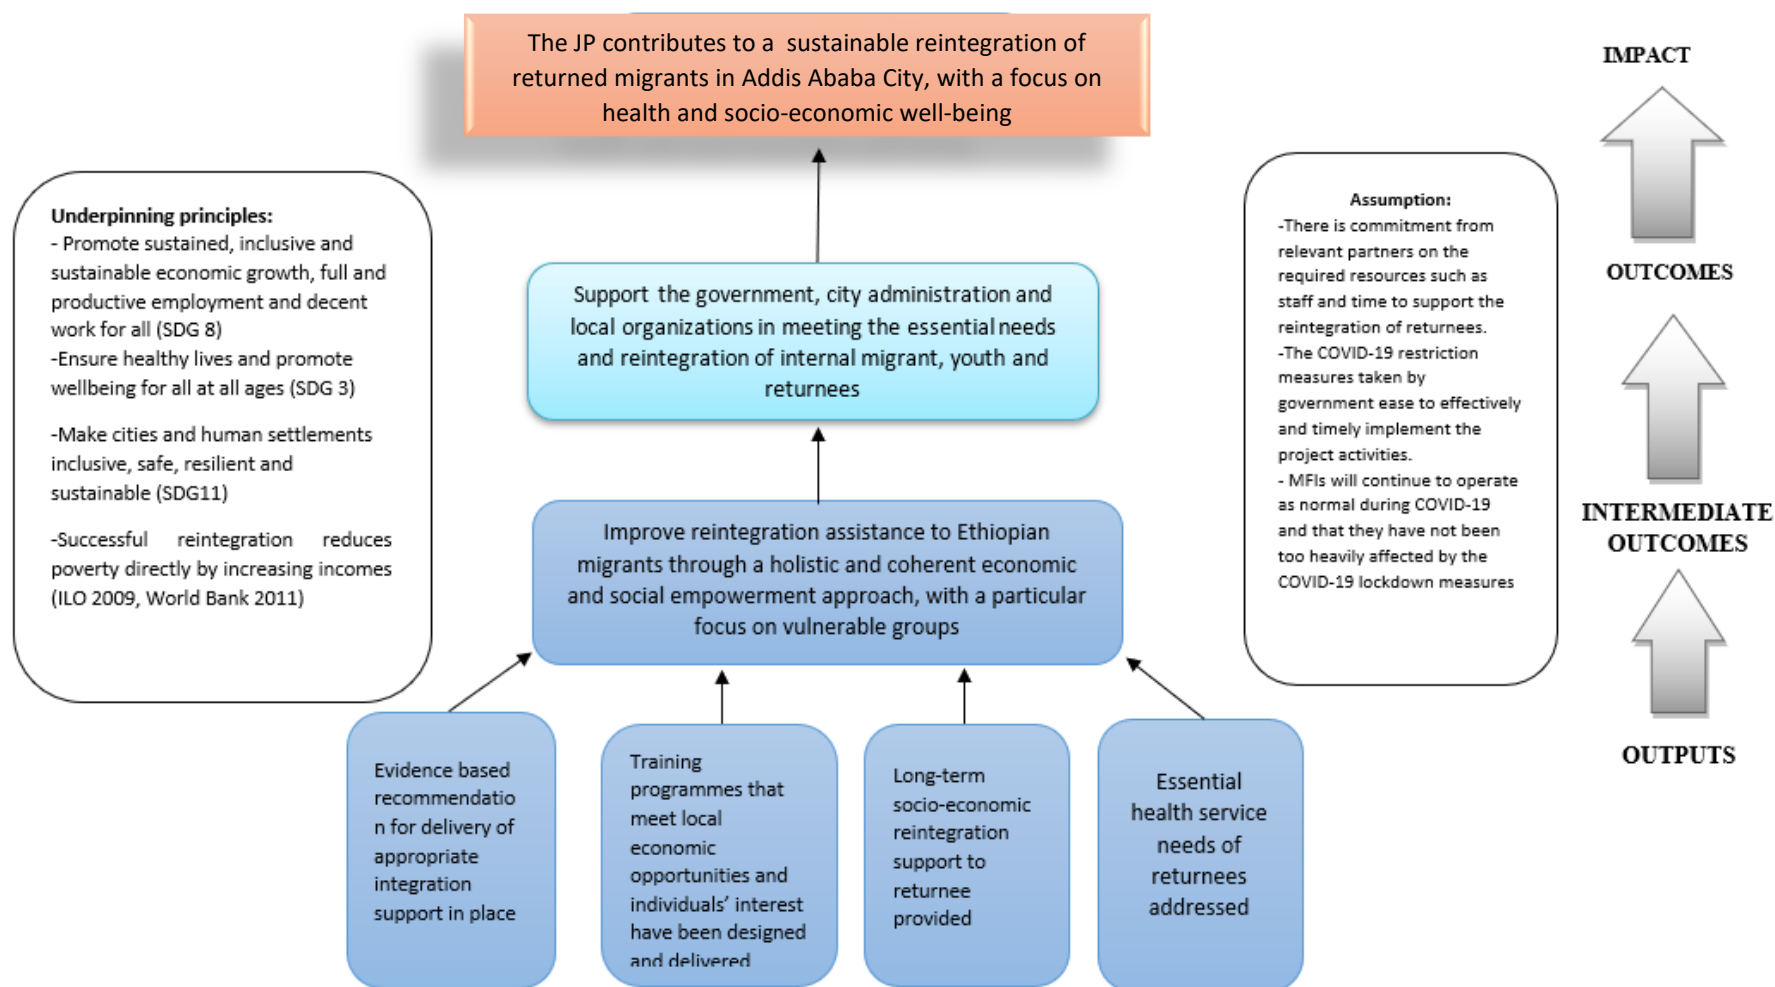 The JP contributes to a sustainable reintegration of
returned migrants in Addis Ababa City, with a focus on
health and socio-economic well-being
IMPACT
Underpinning principles:
- Promote sustained, inclusive and
sustainable economic growth, full and
productive employment and decent
work for all (SDG 8)
-Ensure healthy lives and promote
wellbeing for all at all ages (SDG 3)
-Make cities and human settlements
inclusive, safe, resilient and
sustainable (SDG11)
-Successful reintegration reduces
poverty directly by increasing incomes
(ILO 2009, World Bank 2011)
Support the government, city administration and
local organizations in meeting the essential needs
and reintegration of internal migrant, youth and
returnees
Assumption:
-There is commitment from
relevant partners on the
required resources such as
staff and time to support the
reintegration of returnees.
-The COVID-19 restriction
measures taken by
government ease to effectively
and timely implement the
project activities.
- MFIs will continue to operate
as normal during COVID-19
and that they have not been
too heavily affected by the
COVID-19 lockdown measures
OUTCOMES
Improve reintegration assistance to Ethiopian
migrants through a holistic and coherent economic
and social empowerment approach, with a particular
focus on vulnerable groups
INTERMEDIATE
OUTCOMES
Evidence based
recommendatio
n for delivery of
appropriate
integration
support in place
Training
programmes that
meet local
economic
opportunities and
individuals’ interest
have been designed
and delivered
Long-term
socio-economic
reintegration
support to
returnee
provided
Essential
health service
needs of
returnees
addressed
OUTPUTS